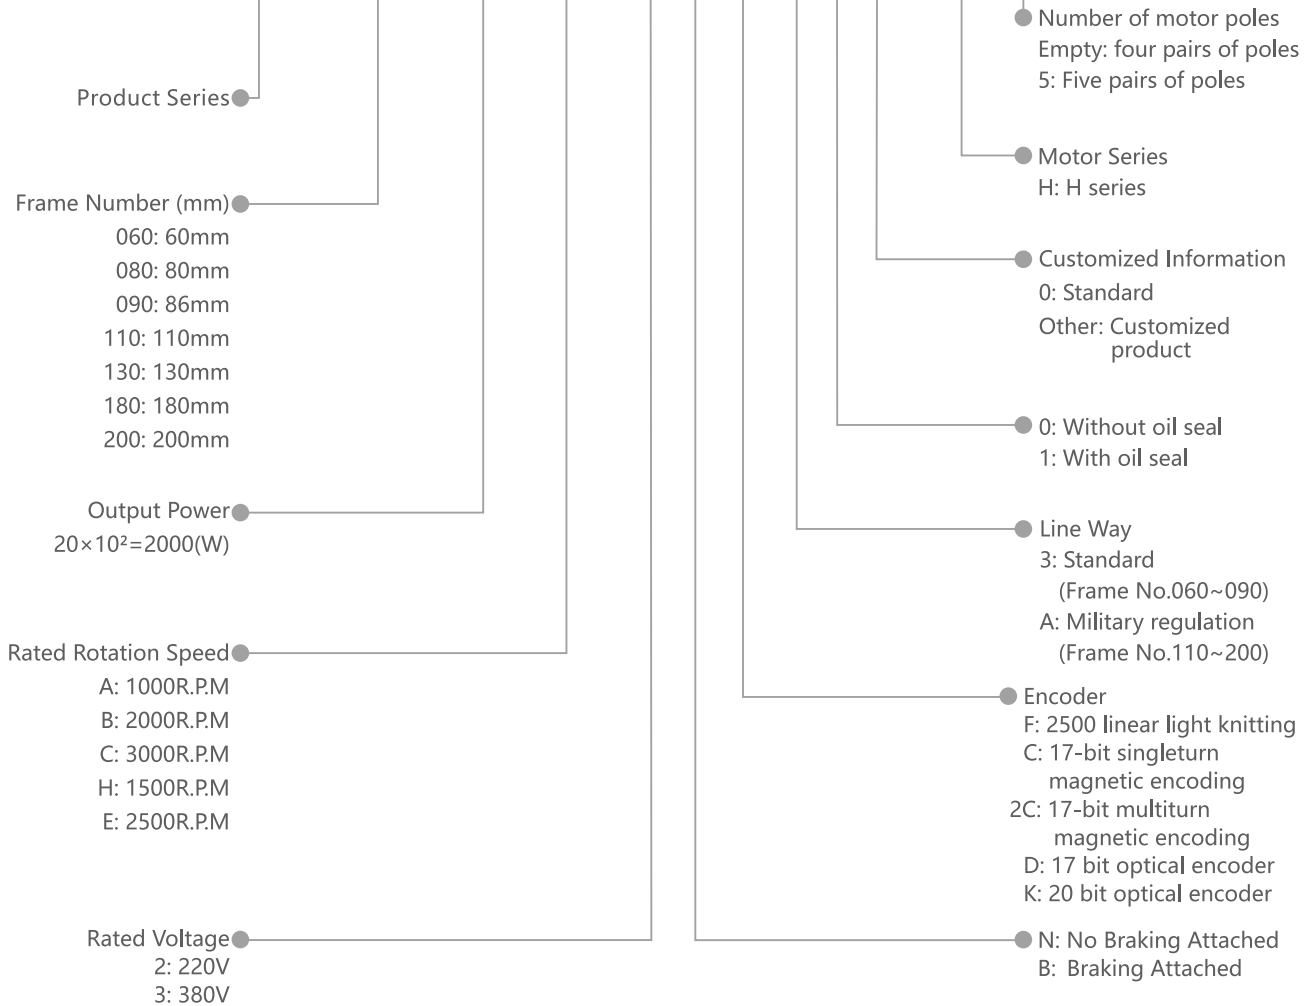 Product Series
Frame Number (mm)
060: 60mm
080: 80mm
090: 86mm
110: 110mm
130: 130mm
180: 180mm
200: 200mm
Output Power
20×10²=2000(W)
Rated Rotation Speed
A: 1000R.P.M
B: 2000R.P.M
C: 3000R.P.M
H: 1500R.P.M
E: 2500R.P.M
Rated Voltage
2: 220V
3: 380V
Number of motor poles
Empty: four pairs of poles
5: Five pairs of poles
Motor Series
H: H series
Customized Information
0: Standard
Other: Customized
product
0: Without oil seal
1: With oil seal
Line Way
3: Standard
(Frame No.060~090)
A: Military regulation
(Frame No.110~200)
Encoder
F: 2500 linear light knitting
C: 17-bit singleturn
magnetic encoding
2C: 17-bit multiturn
magnetic encoding
D: 17 bit optical encoder
K: 20 bit optical encoder
N: No Braking Attached
B: Braking Attached